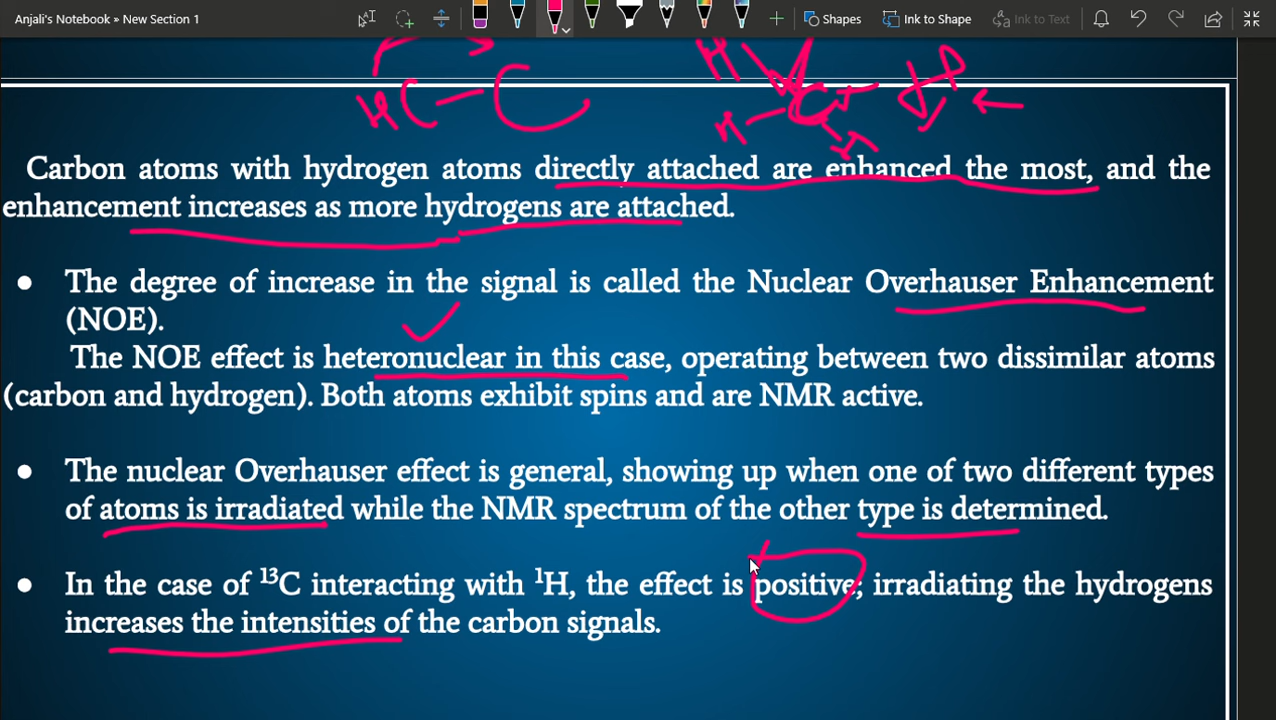 Anjali's Notebook » New Section 1
Shapes
Ink to Shape
Ink to Text
HC - C
H C H
Carbon atoms with hydrogen atoms directly attached are enhanced the most, and the
enhancement increases as more hydrogens are attached.
● The degree of increase in the signal is called the Nuclear Overhauser Enhancement
(NOE).
The NOE effect is heteronuclear in this case, operating between two dissimilar atoms
(carbon and hydrogen). Both atoms exhibit spins and are NMR active.
● The nuclear Overhauser effect is general, showing up when one of two different types
of atoms is irradiated while the NMR spectrum of the other type is determined.
● In the case of ¹³C interacting with ¹H, the effect is positive; irradiating the hydrogens
increases the intensities of the carbon signals.